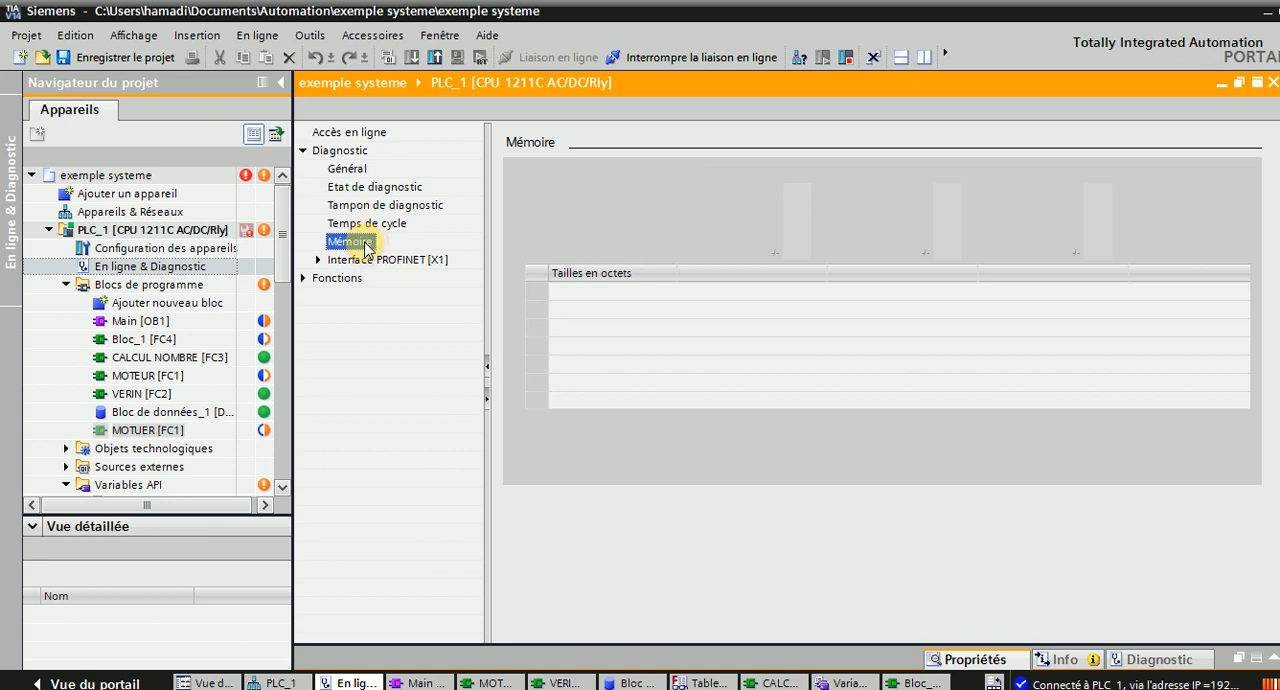 TIA V14 Siemens - C:\Users\hamadi\Documents\Automation\exemple systeme\exemple systeme
Projet Edition Affichage Insertion En ligne Outils Accessoires Fenêtre Aide
Totally Integrated Automation
PORTA
Enregistrer le projet Liaison en ligne Interrompre la liaison en ligne
Navigateur du projet
exemple systeme PLC_1 [CPU 1211C AC/DC/Rly]
Appareils
En ligne & Diagnostic
exemple systeme
Ajouter un appareil
Appareils & Réseaux
PLC_1 [CPU 1211C AC/DC/Rly]
Configuration des appareils
En ligne & Diagnostic
Blocs de programme
Ajouter nouveau bloc
Main [OB1]
Bloc_1 [FC4]
CALCUL NOMBRE [FC3]
MOTEUR [FC1]
VERIN [FC2]
Bloc de données_1 [D...
MOTUER [FC1]
Objets technologiques
Sources externes
Variables API
Vue détaillée
Nom
Accès en ligne
Diagnostic
Général
Etat de diagnostic
Tampon de diagnostic
Temps de cycle
Mémoire
Interface PROFINET [X1]
Fonctions
Mémoire
-/- -/- -/-
Tailles en octets
Propriétés Info Diagnostic
Vue du portail Vue d... PLC_1 En lig... Main ... MOT... VERI... Bloc ... Table... CALC... Varia... Bloc_... Connecté à PLC_1, via l'adresse IP =192...